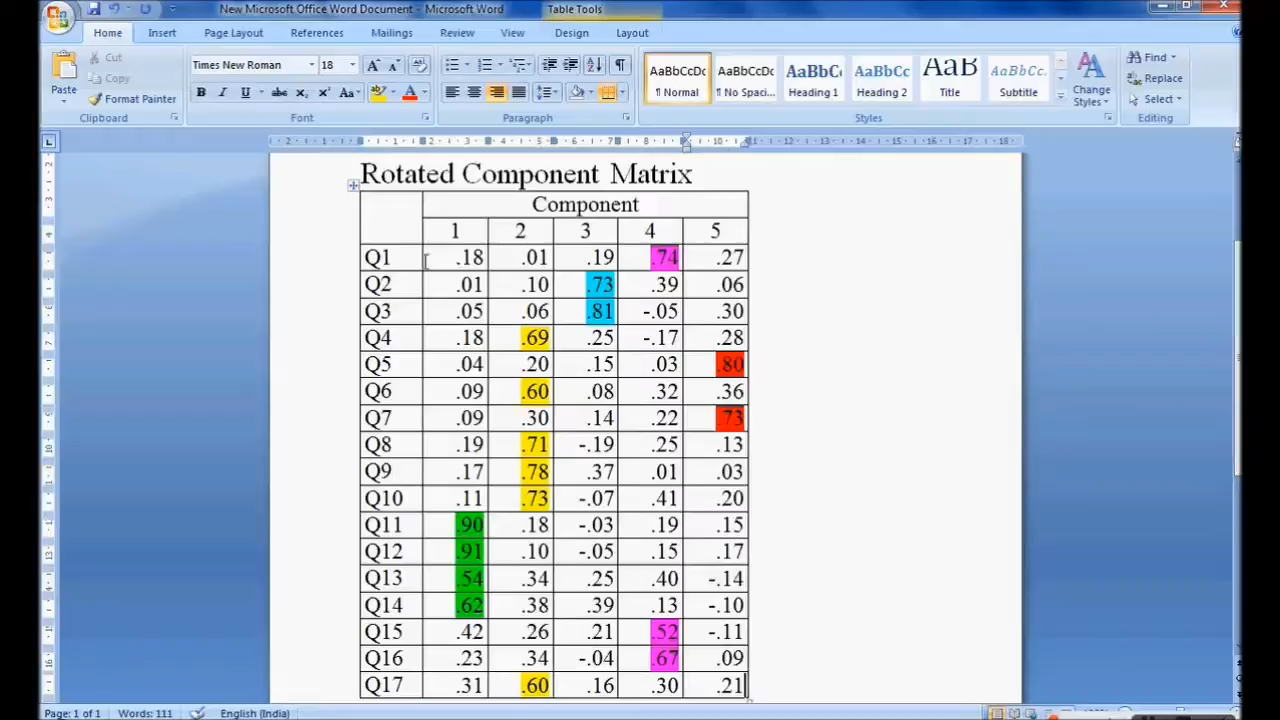 New Microsoft Office Word Document - Microsoft Word Table Tools
Home Insert Page Layout References Mailings Review View Design Layout
Paste
Cut
Copy
Format Painter
Clipboard
Times New Roman 18
B I U abc x₂ x² Aa
Font
Paragraph
AaBbCcDc AaBbCcDc AaBbC AaBbCc AaB AaBbCc.
¶ Normal ¶ No Spaci... Heading 1 Heading 2 Title Subtitle
Change Styles
Styles
Find
Replace
Select
Editing
Rotated Component Matrix
Component
1 2 3 4 5
Q1 .18 .01 .19 .74 .27
Q2 .01 .10 .73 .39 .06
Q3 .05 .06 .81 -.05 .30
Q4 .18 .69 .25 -.17 .28
Q5 .04 .20 .15 .03 .80
Q6 .09 .60 .08 .32 .36
Q7 .09 .30 .14 .22 .73
Q8 .19 .71 -.19 .25 .13
Q9 .17 .78 .37 .01 .03
Q10 .11 .73 -.07 .41 .20
Q11 .90 .18 -.03 .19 .15
Q12 .91 .10 -.05 .15 .17
Q13 .54 .34 .25 .40 -.14
Q14 .62 .38 .39 .13 -.10
Q15 .42 .26 .21 .52 -.11
Q16 .23 .34 -.04 .67 .09
Q17 .31 .60 .16 .30 .21
Page: 1 of 1 Words: 111 English (India)